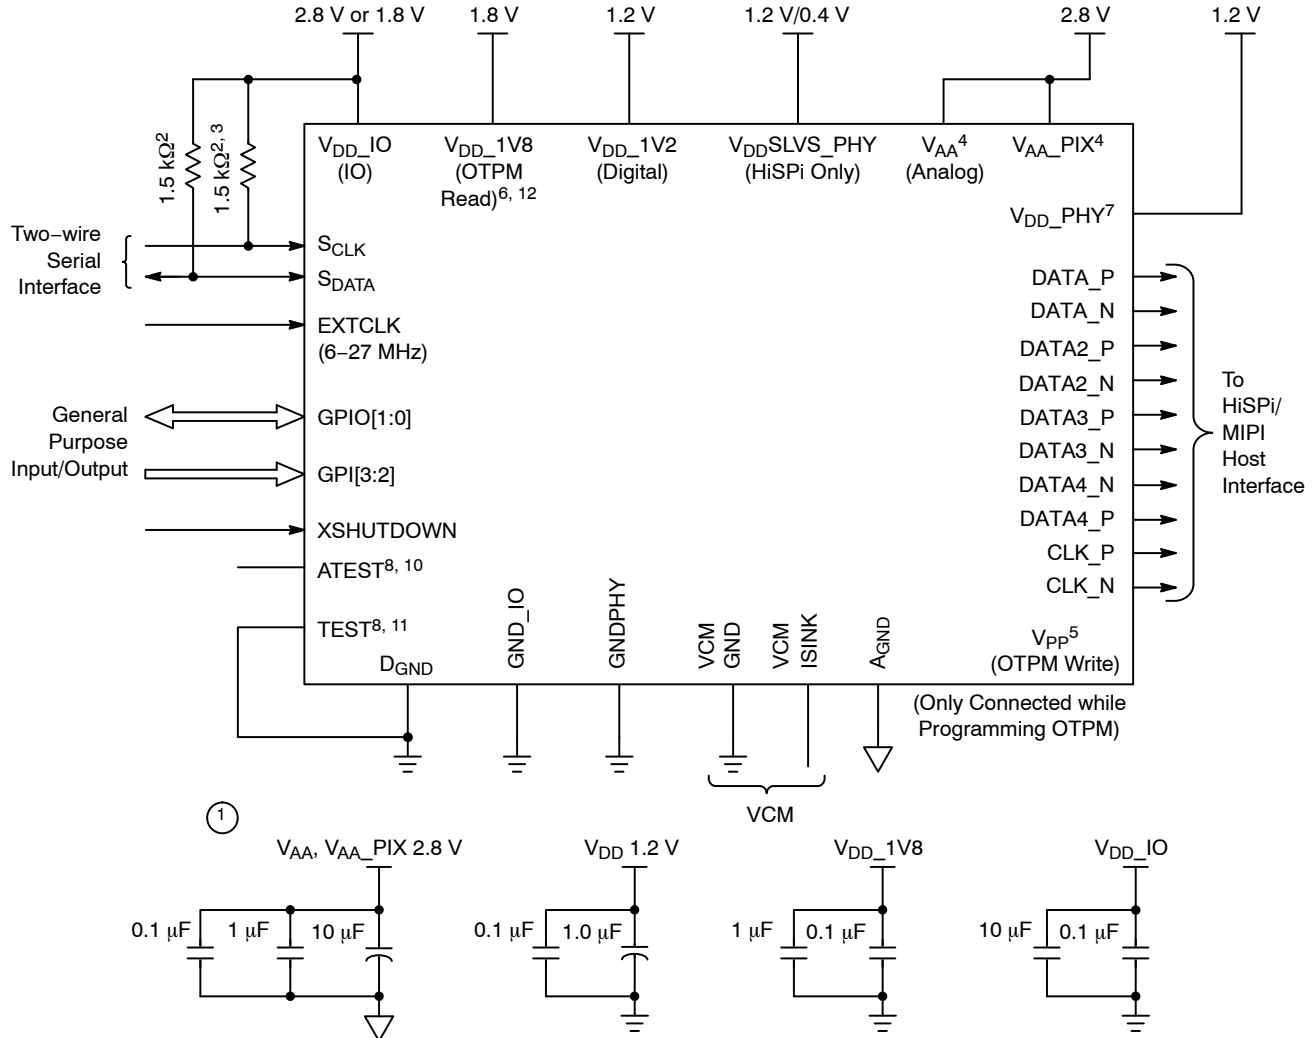 2.8 V or 1.8 V
1.8 V
1.2 V
1.2 V/0.4 V
2.8 V
1.2 V
1.5 kΩ2
1.5 kΩ2, 3
VDD_IO
(IO)
VDD_1V8
(OTPM
Read)6, 12
VDD_1V2
(Digital)
VDDSLVS_PHY
(HiSPi Only)
VAA4
(Analog)
VAA_PIX4
VDD_PHY7
Two−wire
Serial
Interface
SCLK
SDATA
EXTCLK
(6−27 MHz)
General
Purpose
Input/Output
GPIO[1:0]
GPI[3:2]
XSHUTDOWN
ATEST8, 10
TEST8, 11
DATA_P
DATA_N
DATA2_P
DATA2_N
DATA3_P
DATA3_N
DATA4_N
DATA4_P
CLK_P
CLK_N
To
HiSPi/
MIPI
Host
Interface
DGND
GND_IO
GNDPHY
VCM
GND
VCM
ISINK
AGND
VPP5
(OTPM Write)
(Only Connected while
Programming OTPM)
VCM
1
VAA, VAA_PIX 2.8 V
0.1 μF
1 μF
10 μF
VDD 1.2 V
0.1 μF
1.0 μF
VDD_1V8
1 μF
0.1 μF
VDD_IO
10 μF
0.1 μF